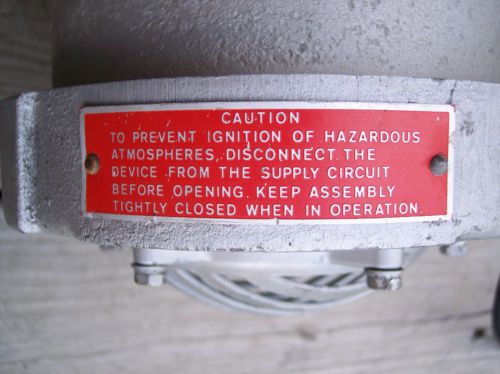 CAUTION
TO PREVENT IGNITION OF HAZARDOUS
ATMOSPHERES, DISCONNECT THE
DEVICE FROM THE SUPPLY CIRCUIT
BEFORE OPENING. KEEP ASSEMBLY
TIGHTLY CLOSED WHEN IN OPERATION.